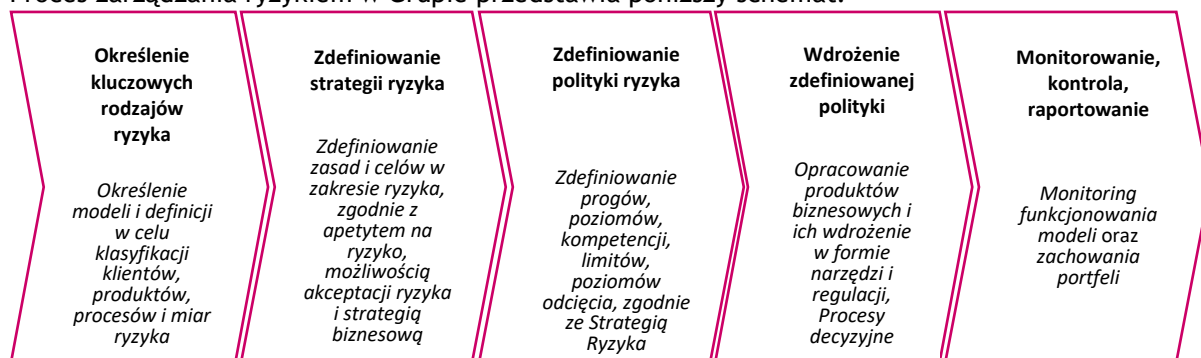 Proces zarządzania ryzykiem w Grupie przedstawia poniższy schemat:
Określenie
kluczowych
rodzajów
ryzyka
Określenie
modeli i definicji
w celu
klasyfikacji
klientów,
produktów,
procesów i miar
ryzyka
Zdefiniowanie
strategii ryzyka
Zdefiniowanie
zasad i celów w
zakresie ryzyka,
zgodnie z
apetytem na
ryzyko,
możliwością
akceptacji ryzyka
i strategią
biznesową
Zdefiniowanie
polityki ryzyka
Zdefiniowanie
progów,
poziomów,
kompetencji,
limitów,
poziomów
odcięcia, zgodnie
ze Strategią
Ryzyka
Wdrożenie
zdefiniowanej
polityki
Opracowanie
produktów
biznesowych i
ich wdrożenie
w formie
narzędzi i
regulacji,
Procesy
decyzyjne
Monitorowanie,
kontrola,
raportowanie
Monitoring
funkcjonowania
modeli oraz
zachowania
portfeli